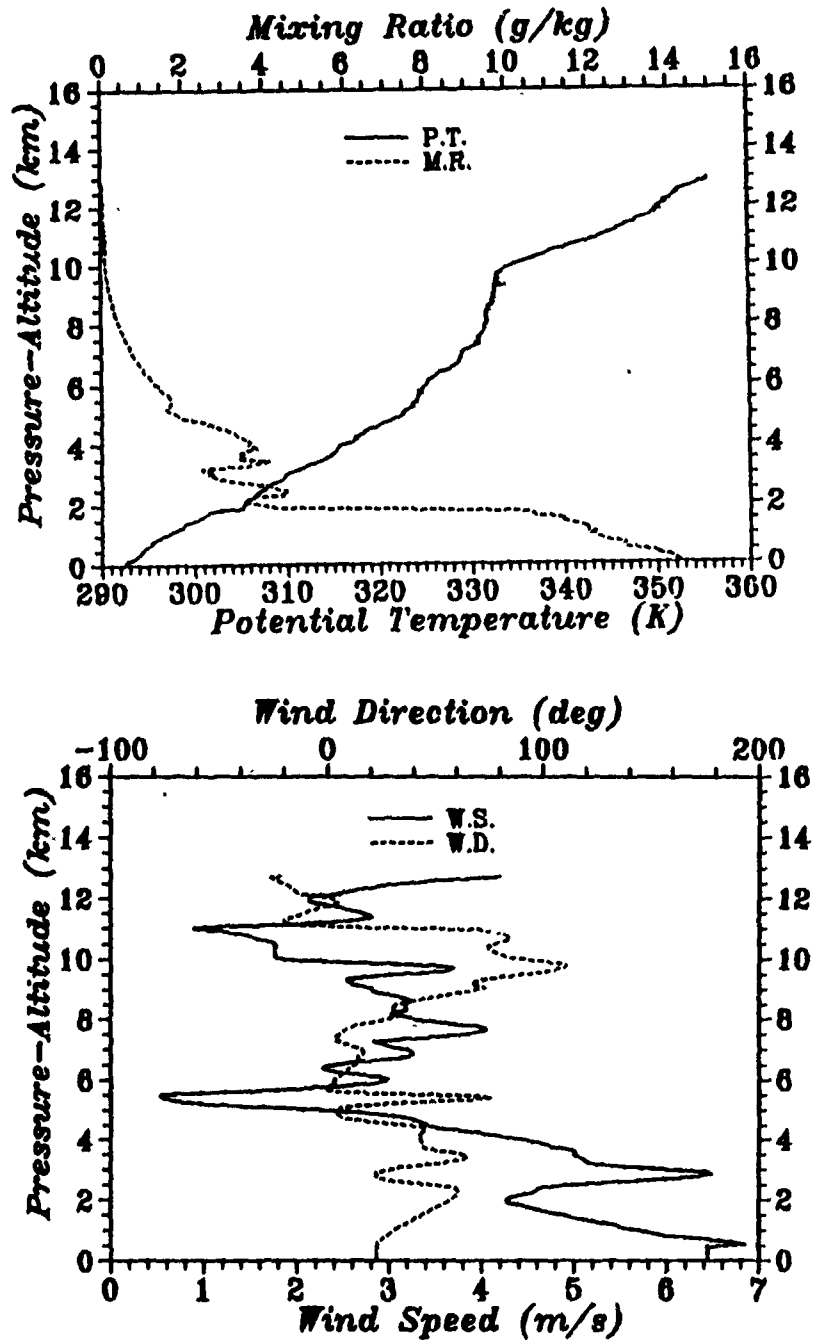 Mixing Ratio (g/kg)
0 2 4 6 8 10 12 14 16
16 16
14 14
12 12
10 10
8 8
6 6
4 4
2 2
0 0
Pressure-Altitude (km)
P.T.
M.R.
290 300 310 320 330 340 350 360
Potential Temperature (K)
Wind Direction (deg)
-100 0 100 200
16 16
14 14
12 12
10 10
8 8
6 6
4 4
2 2
0 0
Pressure-Altitude (km)
W.S.
W.D.
0 1 2 3 4 5 6 7
Wind Speed (m/s)